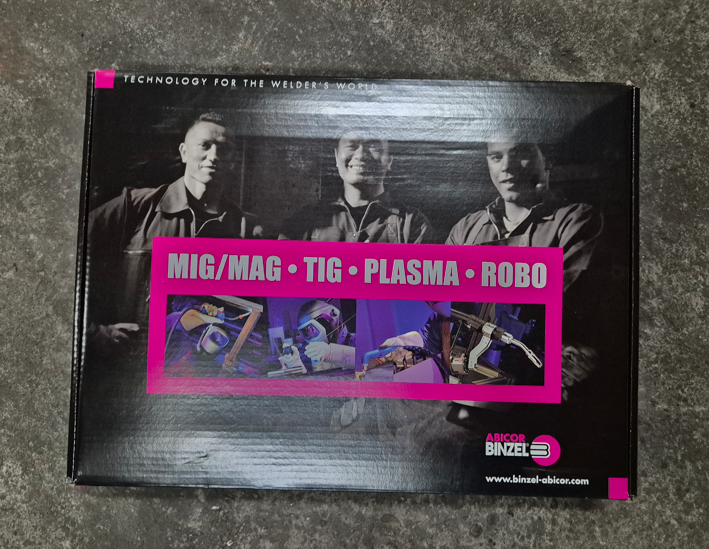 TECHNOLOGY FOR THE WELDER'S WORLD
MIG/MAG • TIG • PLASMA • ROBO
ABICOR
BINZEL
www.binzel-abicor.com